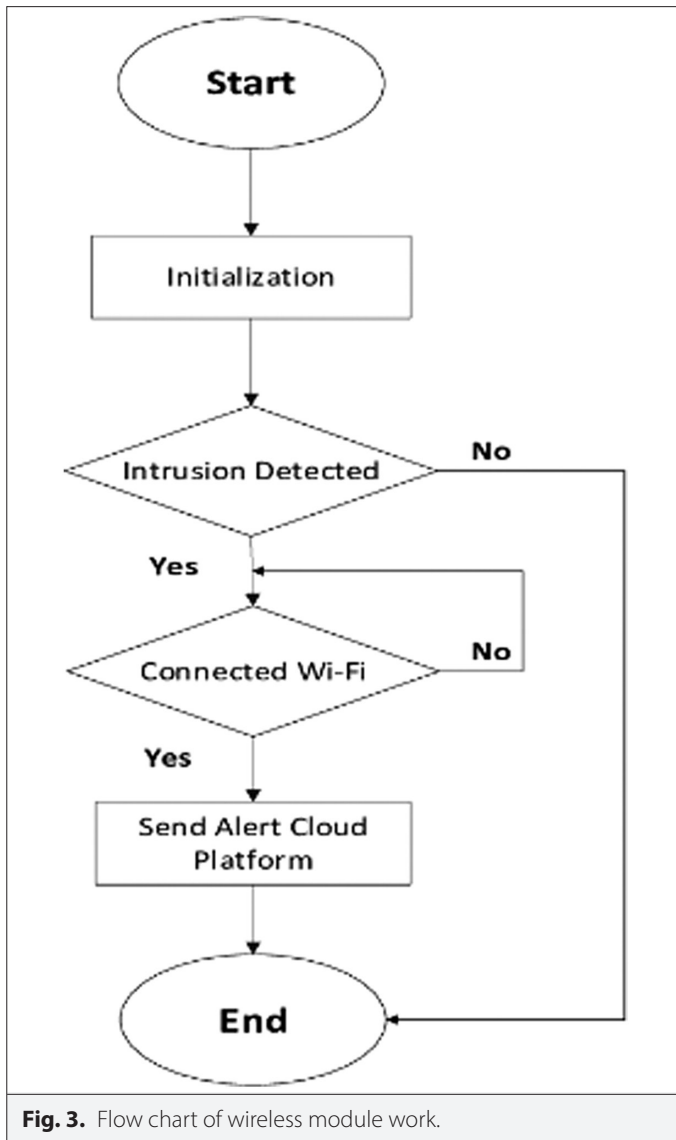 Start
Initialization
Intrusion Detected
No
Yes
Connected Wi-Fi
No
Yes
Send Alert Cloud
Platform
End
Fig. 3. Flow chart of wireless module work.